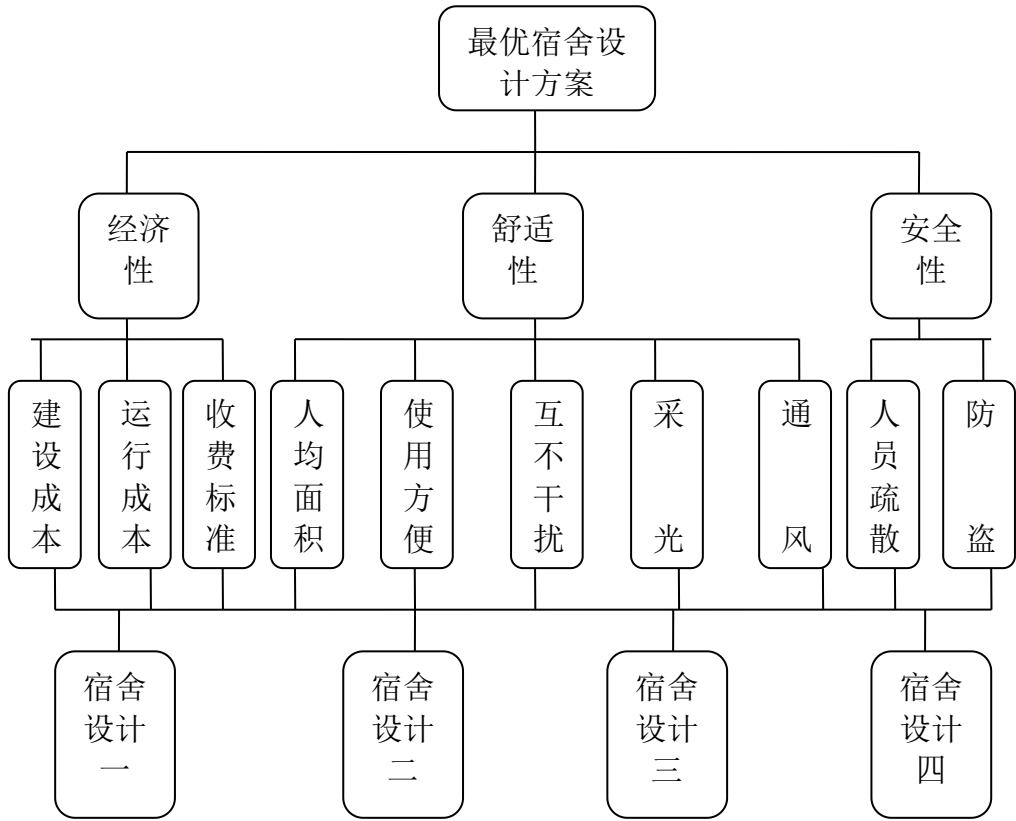 最优宿舍设
计方案
经济
性
舒适
性
安全
性
建设成本
运行成本
收费标准
人均面积
使用方便
互不干扰
采光
通风
人员疏散
防盗
宿舍
设计
一
宿舍
设计
二
宿舍
设计
三
宿舍
设计
四